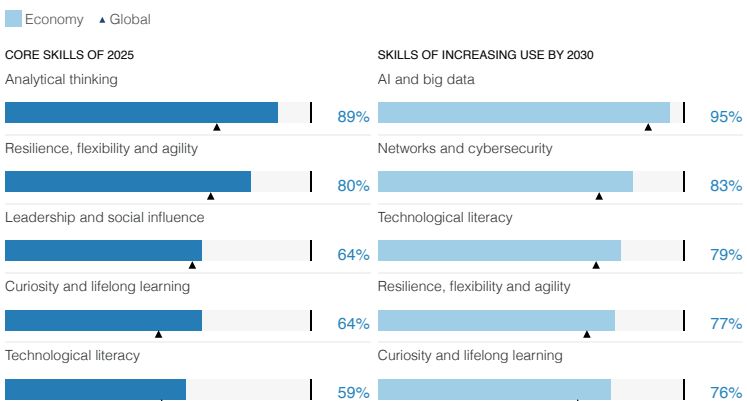 Economy
Global
CORE SKILLS OF 2025
Analytical thinking
89%
Resilience, flexibility and agility
80%
Leadership and social influence
64%
Curiosity and lifelong learning
64%
Technological literacy
59%
SKILLS OF INCREASING USE BY 2030
AI and big data
95%
Networks and cybersecurity
83%
Technological literacy
79%
Resilience, flexibility and agility
77%
Curiosity and lifelong learning
76%